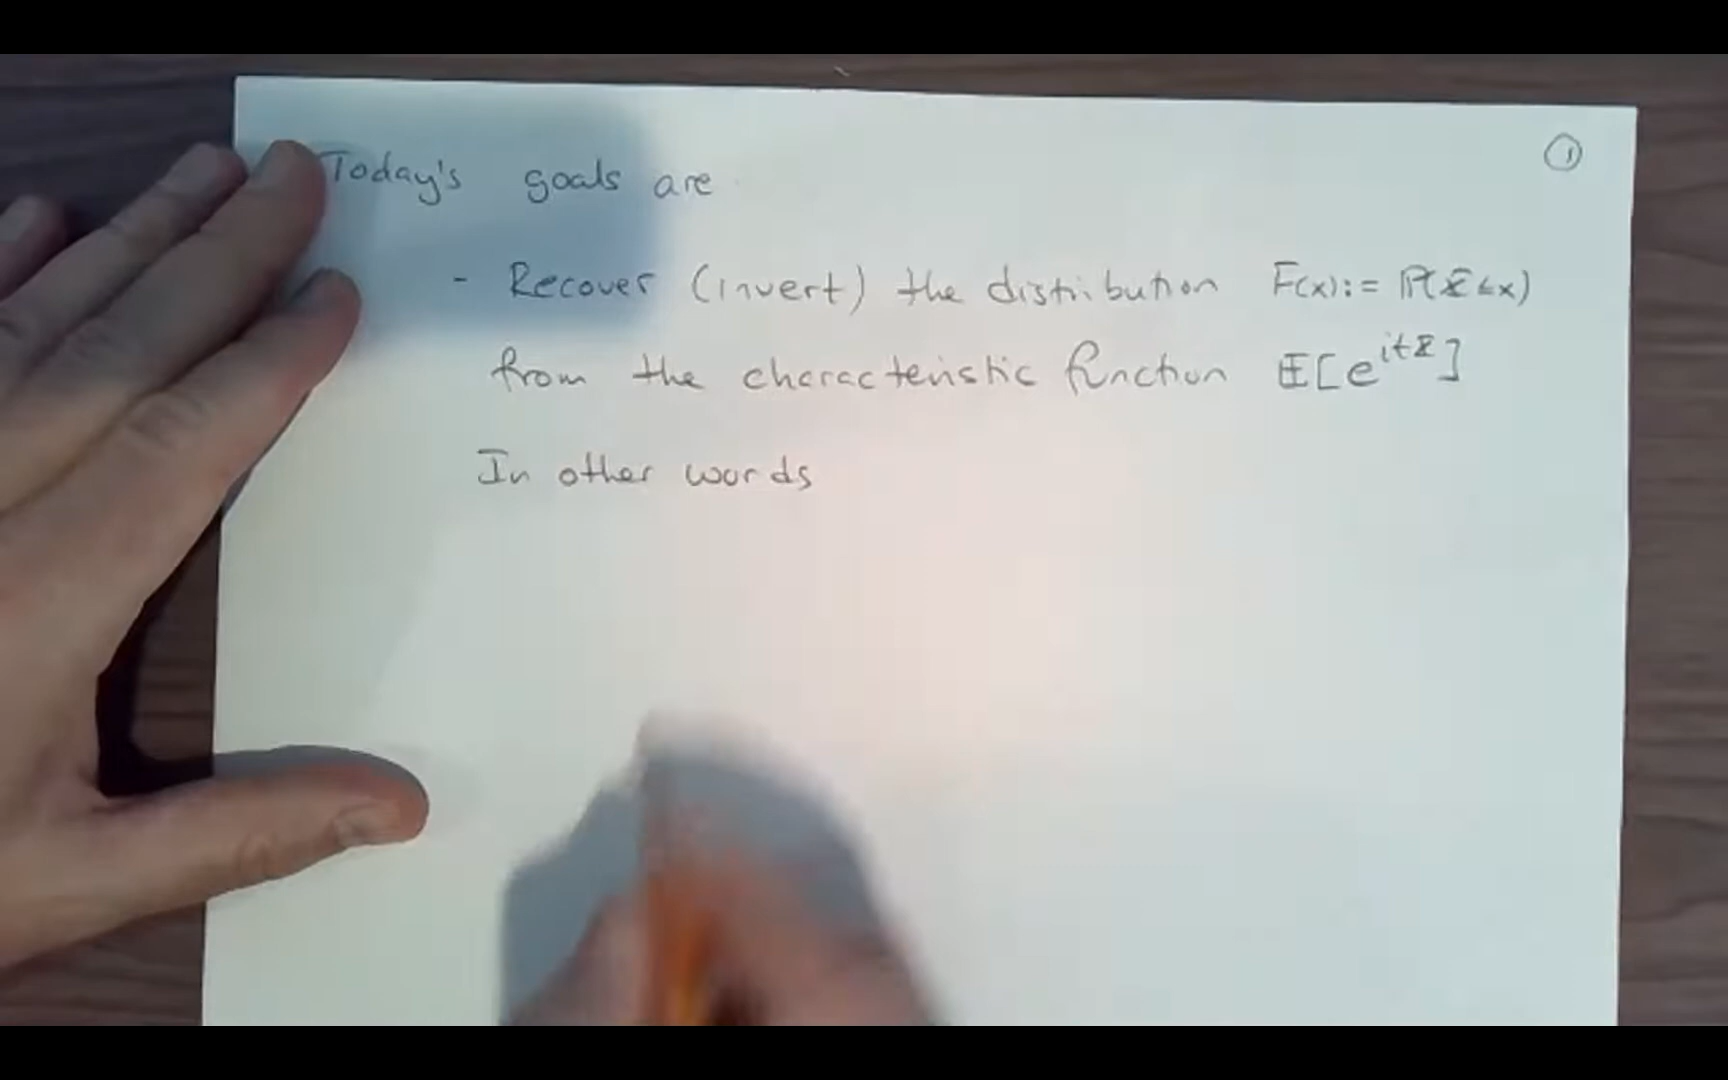 ①
Today's goals are
- Recover (invert) the distribution F(x) := ℙ(X ≤ x)
from the characteristic function 𝔼[e^{itX}]
In other words